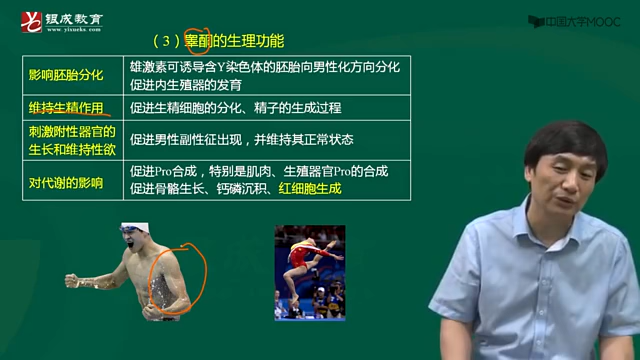 银成教育
www.yixueks.com
中国大学MOOC
（3）睾酮的生理功能
影响胚胎分化
雄激素可诱导含Y染色体的胚胎向男性化方向分化
促进内生殖器的发育
维持生精作用
促进生精细胞的分化、精子的生成过程
刺激附性器官的
生长和维持性欲
促进男性副性征出现，并维持其正常状态
对代谢的影响
促进Pro合成，特别是肌肉、生殖器官Pro的合成
促进骨骼生长、钙磷沉积、红细胞生成